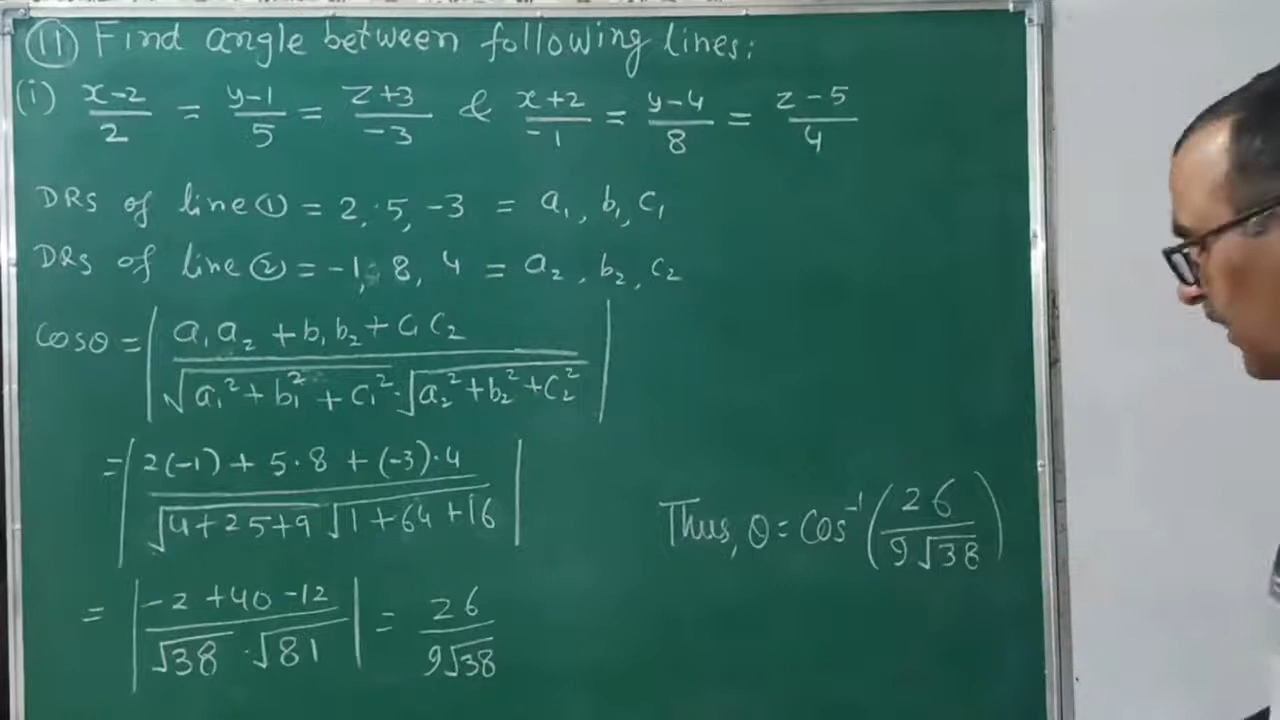 (11) Find angle between following lines:
(i) x-2/2 = y-1/5 = z+3/-3 & x+2/-1 = y-4/8 = z-5/4
DRS of line ① = 2, 5, -3 = a₁, b₁, c₁
DRS of line ② = -1, 8, 4 = a₂, b₂, c₂
cosθ = | a₁a₂ + b₁b₂ + c₁c₂ / √(a₁² + b₁² + c₁²) · √(a₂² + b₂² + c₂²) |
= | 2(-1) + 5·8 + (-3)·4 / √(4+25+9) √(1+64+16) |
= | -2 + 40 - 12 / √38 · √81 | = 26 / 9√38
Thus, θ = cos⁻¹(26 / 9√38)